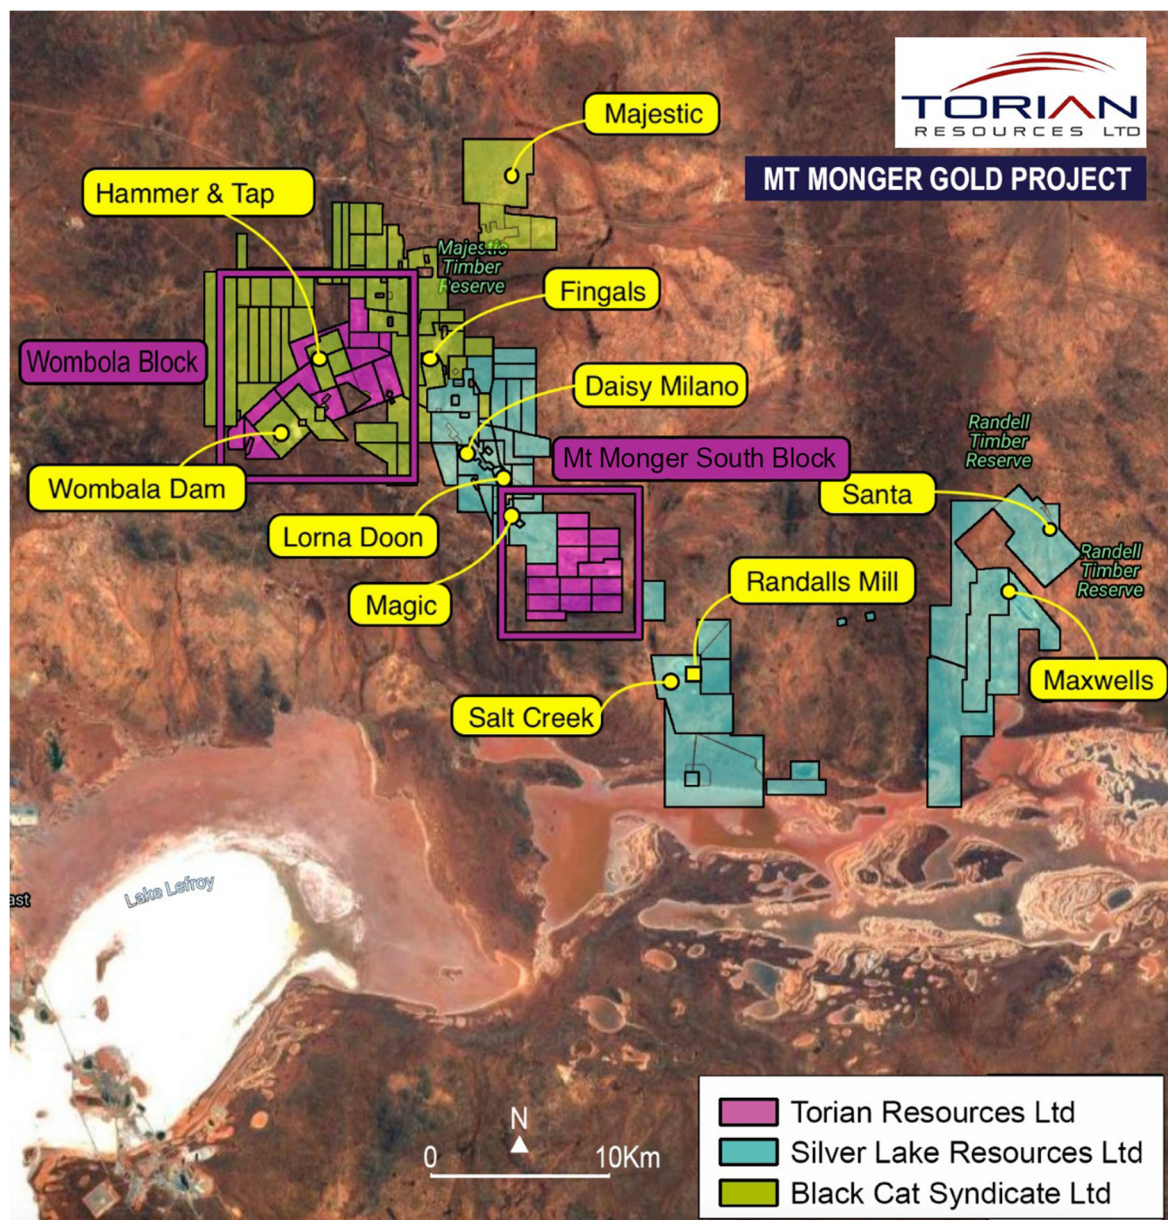 TORIAN
RESOURCES LTD
MT MONGER GOLD PROJECT
Majestic
Hammer & Tap
Majestic
Timber
Reserve
Fingals
Wombola Block
Daisy Milano
Randell
Timber
Reserve
Mt Monger South Block
Wombala Dam
Santa
Lorna Doon
Randell
Timber
Reserve
Randalls Mill
Magic
Maxwells
Salt Creek
Lake Lefroy
ast
N
0 10Km
Torian Resources Ltd
Silver Lake Resources Ltd
Black Cat Syndicate Ltd